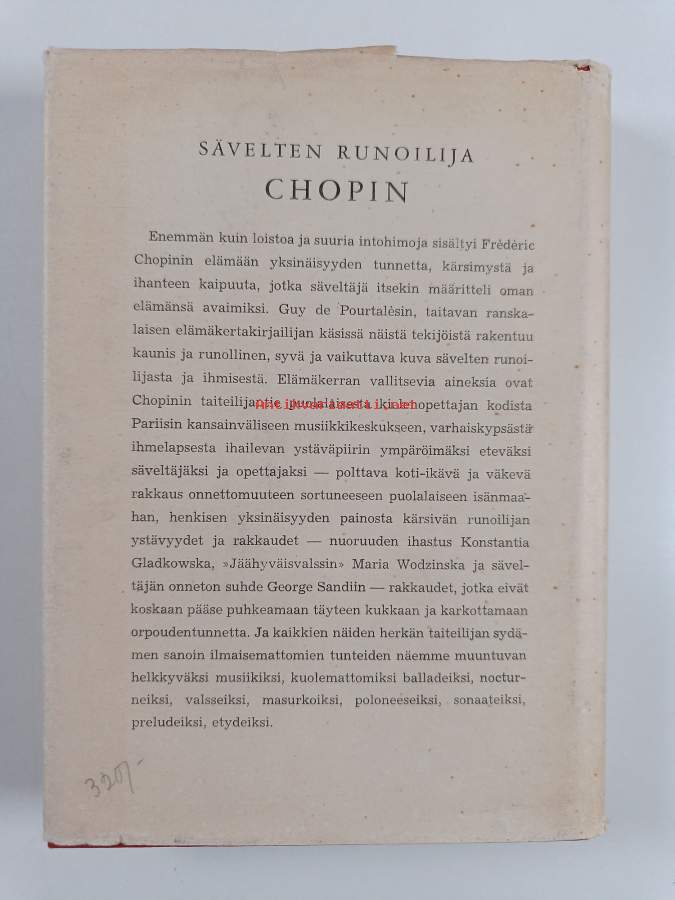 SÄVELTEN RUNOILIJA
CHOPIN
Enemmän kuin loistoa ja suuria intohimoja sisältyi Frédéric
Chopinin elämään yksinäisyyden tunnetta, kärsimystä ja
ihanteen kaipuuta, jotka säveltäjä itsekin määritteli oman
elämänsä avaimiksi. Guy de Pourtalèsin, taitavan ranska-
laisen elämäkertakirjailijan käsissä näistä tekijöistä rakentuu
kaunis ja runollinen, syvä ja vaikuttava kuva sävelten runoi-
lijasta ja ihmisestä. Elämäkerran vallitsevia aineksia ovat
Chopinin taiteilijantie puolalaisesta kielenopettajan kodista
Pariisin kansainväliseen musiikkikeskukseen, varhaiskypsästä
ihmelapsesta ihailevan ystäväpiirin ympäröimäksi eteväksi
säveltäjäksi ja opettajaksi — polttava koti-ikävä ja väkevä
rakkaus onnettomuuteen sortuneeseen puolalaiseen isänmaa-
han, henkisen yksinäisyyden painosta kärsivän runoilijan
ystävyydet ja rakkaudet — nuoruuden ihastus Konstantia
Gladkowska, »Jäähyväisvalssin» Maria Wodzinska ja sävel-
täjän onneton suhde George Sandiin — rakkaudet, jotka eivät
koskaan pääse puhkeamaan täyteen kukkaan ja karkottamaan
orpoudentunnetta. Ja kaikkien näiden herkän taiteilijan sydä-
men sanoin ilmaisemattomien tunteiden näemme muuntuvan
helkkyväksi musiikiksi, kuolemattomiksi balladeiksi, noctur-
neiksi, valsseiksi, masurkoiksi, poloneeseiksi, sonaateiksi,
preludeiksi, etydeiksi.
320/-